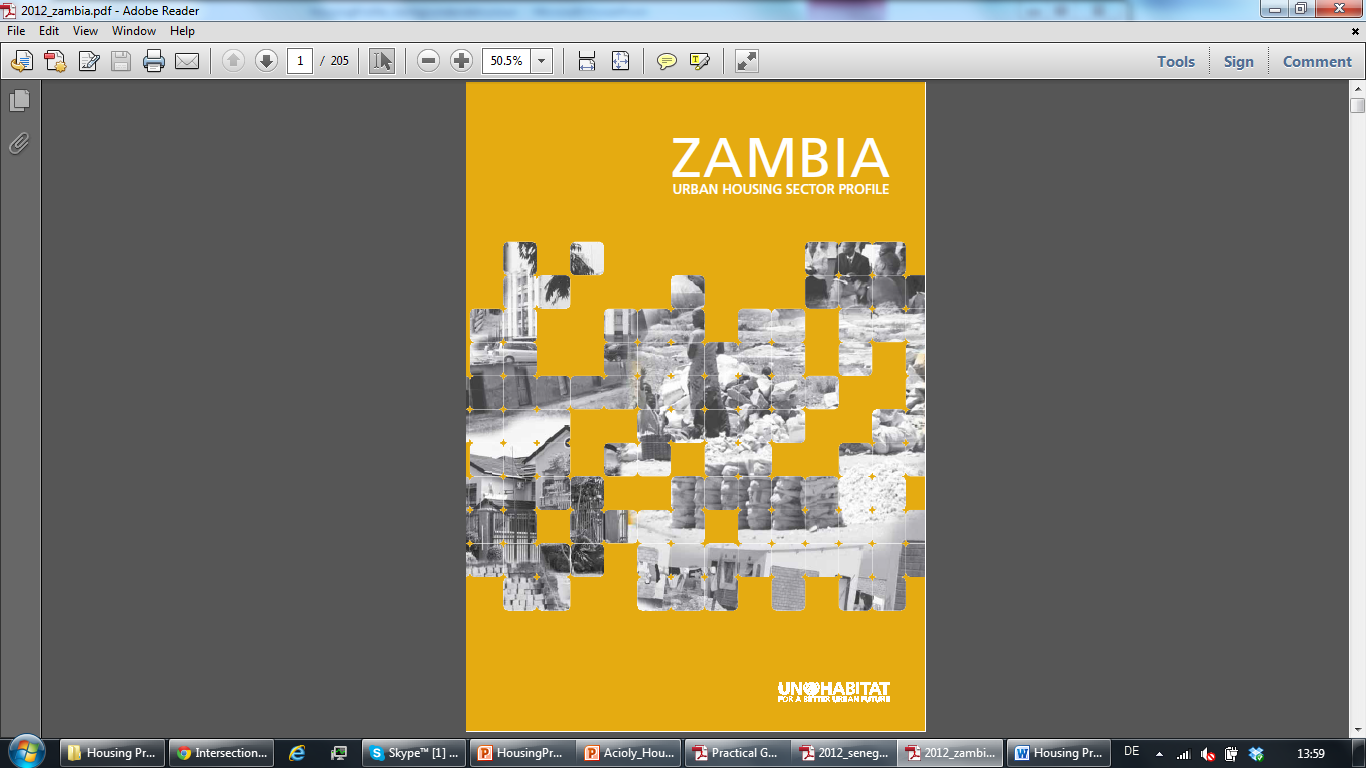 2012_zambia.pdf - Adobe Reader
File Edit View Window Help
1 / 205 50.5% Tools Sign Comment
ZAMBIA
URBAN HOUSING SECTOR PROFILE
UN HABITAT
FOR A BETTER URBAN FUTURE
Housing Pr... Intersection... Skype™ [1] ... HousingPr... Acioly_Hou... Practical G... 2012_seneg... 2012_zambi... Housing Pr... DE 13:59